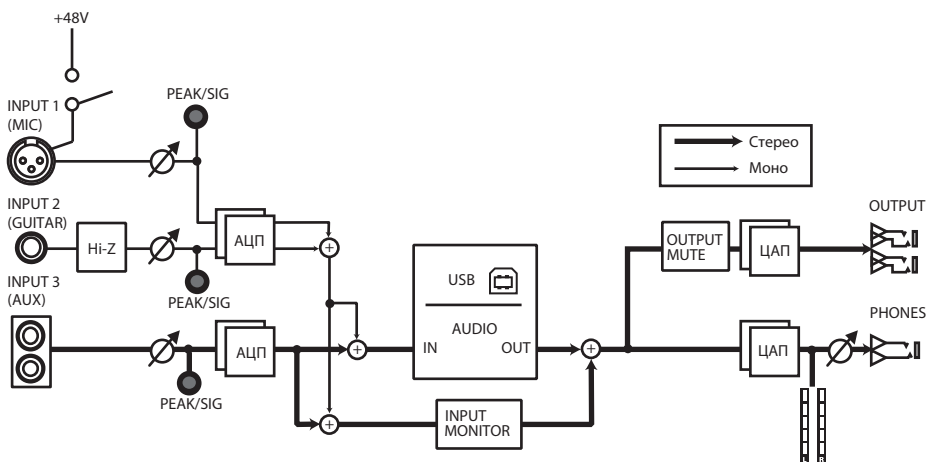 +48V
INPUT 1
(MIC)
PEAK/SIG
INPUT 2
(GUITAR)
Hi-Z
АЦП
PEAK/SIG
INPUT 3
(AUX)
АЦП
PEAK/SIG
USB
AUDIO
IN OUT
INPUT
MONITOR
Стерео
Моно
OUTPUT
MUTE
ЦАП
OUTPUT
ЦАП
PHONES
L R